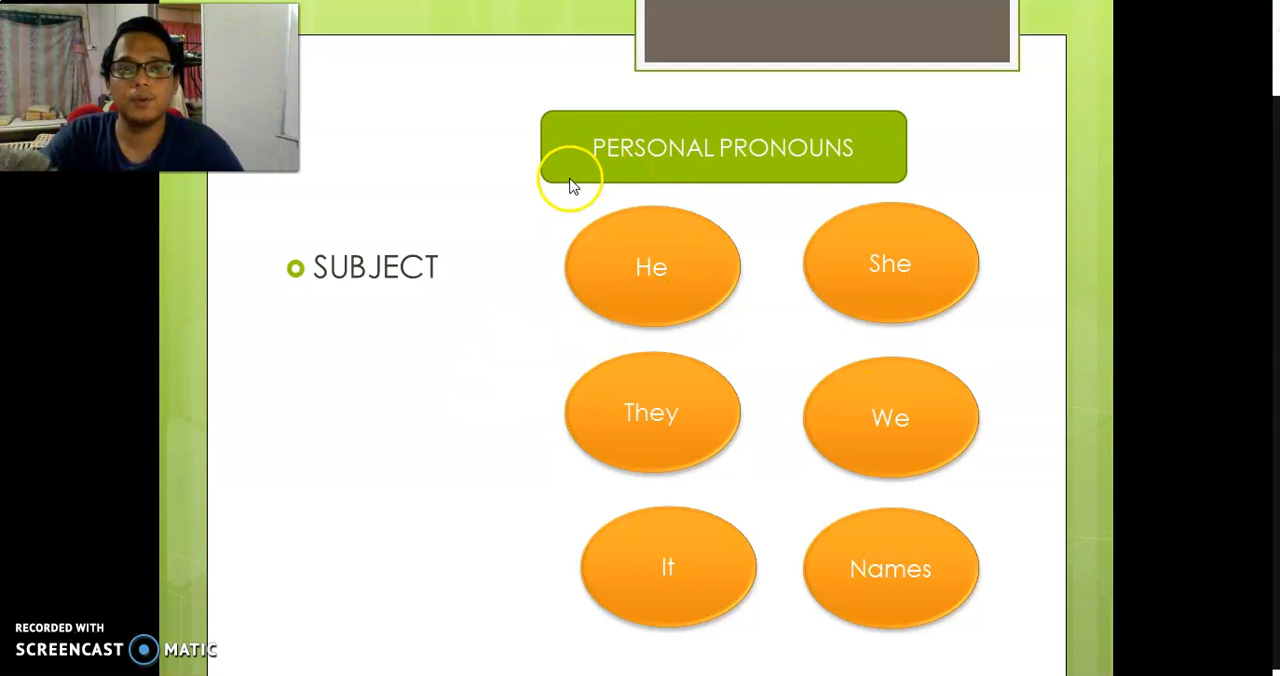 PERSONAL PRONOUNS
SUBJECT
He
She
They
We
It
Names
RECORDED WITH
SCREENCAST MATIC